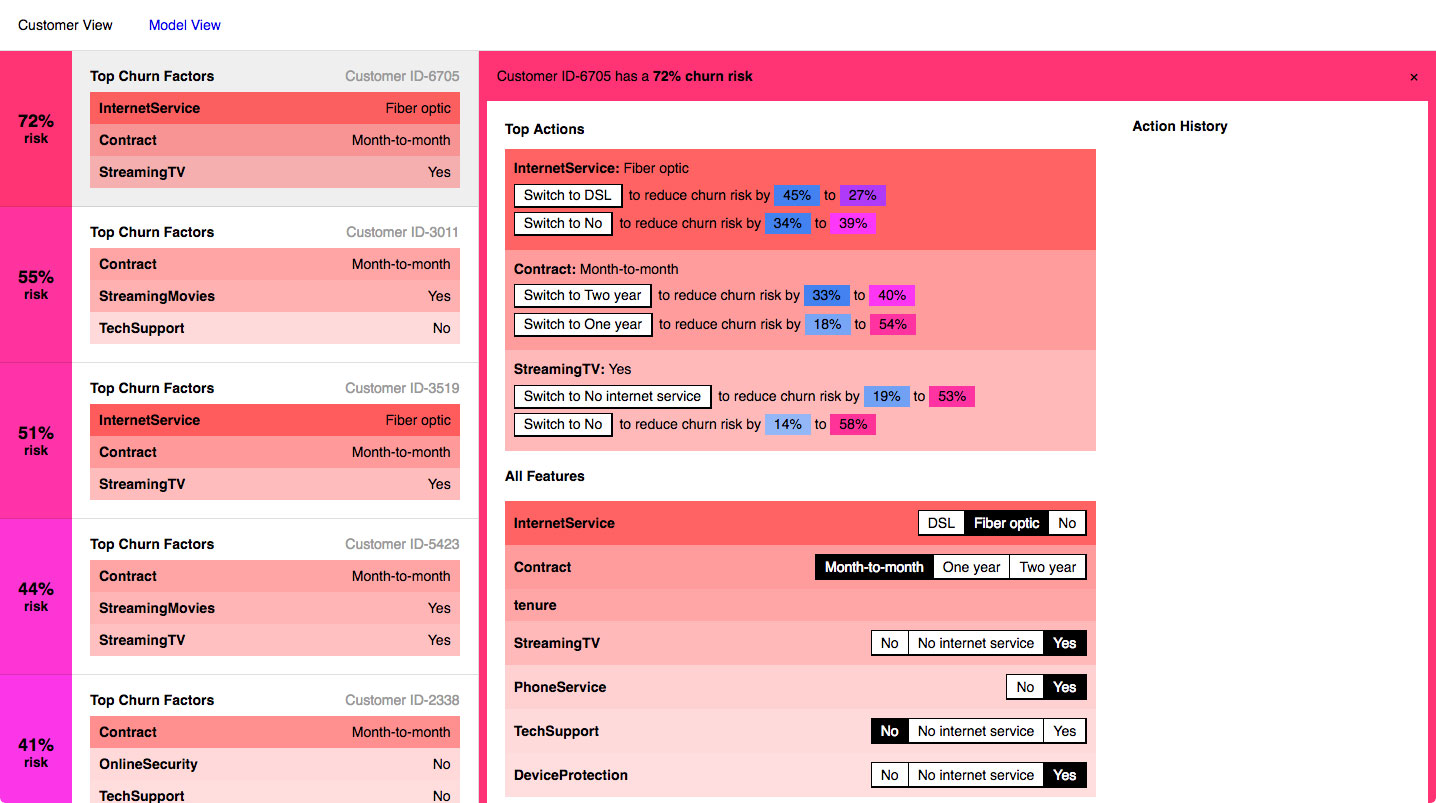 Customer View Model View
72%
risk
Top Churn Factors Customer ID-6705
InternetService Fiber optic
Contract Month-to-month
StreamingTV Yes
55%
risk
Top Churn Factors Customer ID-3011
Contract Month-to-month
StreamingMovies Yes
TechSupport No
51%
risk
Top Churn Factors Customer ID-3519
InternetService Fiber optic
Contract Month-to-month
StreamingTV Yes
44%
risk
Top Churn Factors Customer ID-5423
Contract Month-to-month
StreamingMovies Yes
StreamingTV Yes
41%
risk
Top Churn Factors Customer ID-2338
Contract Month-to-month
OnlineSecurity No
TechSupport No
Customer ID-6705 has a 72% churn risk ×
Top Actions
InternetService: Fiber optic
Switch to DSL to reduce churn risk by 45% to 27%
Switch to No to reduce churn risk by 34% to 39%
Contract: Month-to-month
Switch to Two year to reduce churn risk by 33% to 40%
Switch to One year to reduce churn risk by 18% to 54%
StreamingTV: Yes
Switch to No internet service to reduce churn risk by 19% to 53%
Switch to No to reduce churn risk by 14% to 58%
All Features
InternetService DSL Fiber optic No
Contract Month-to-month One year Two year
tenure
StreamingTV No No internet service Yes
PhoneService No Yes
TechSupport No No internet service Yes
DeviceProtection No No internet service Yes
Action History